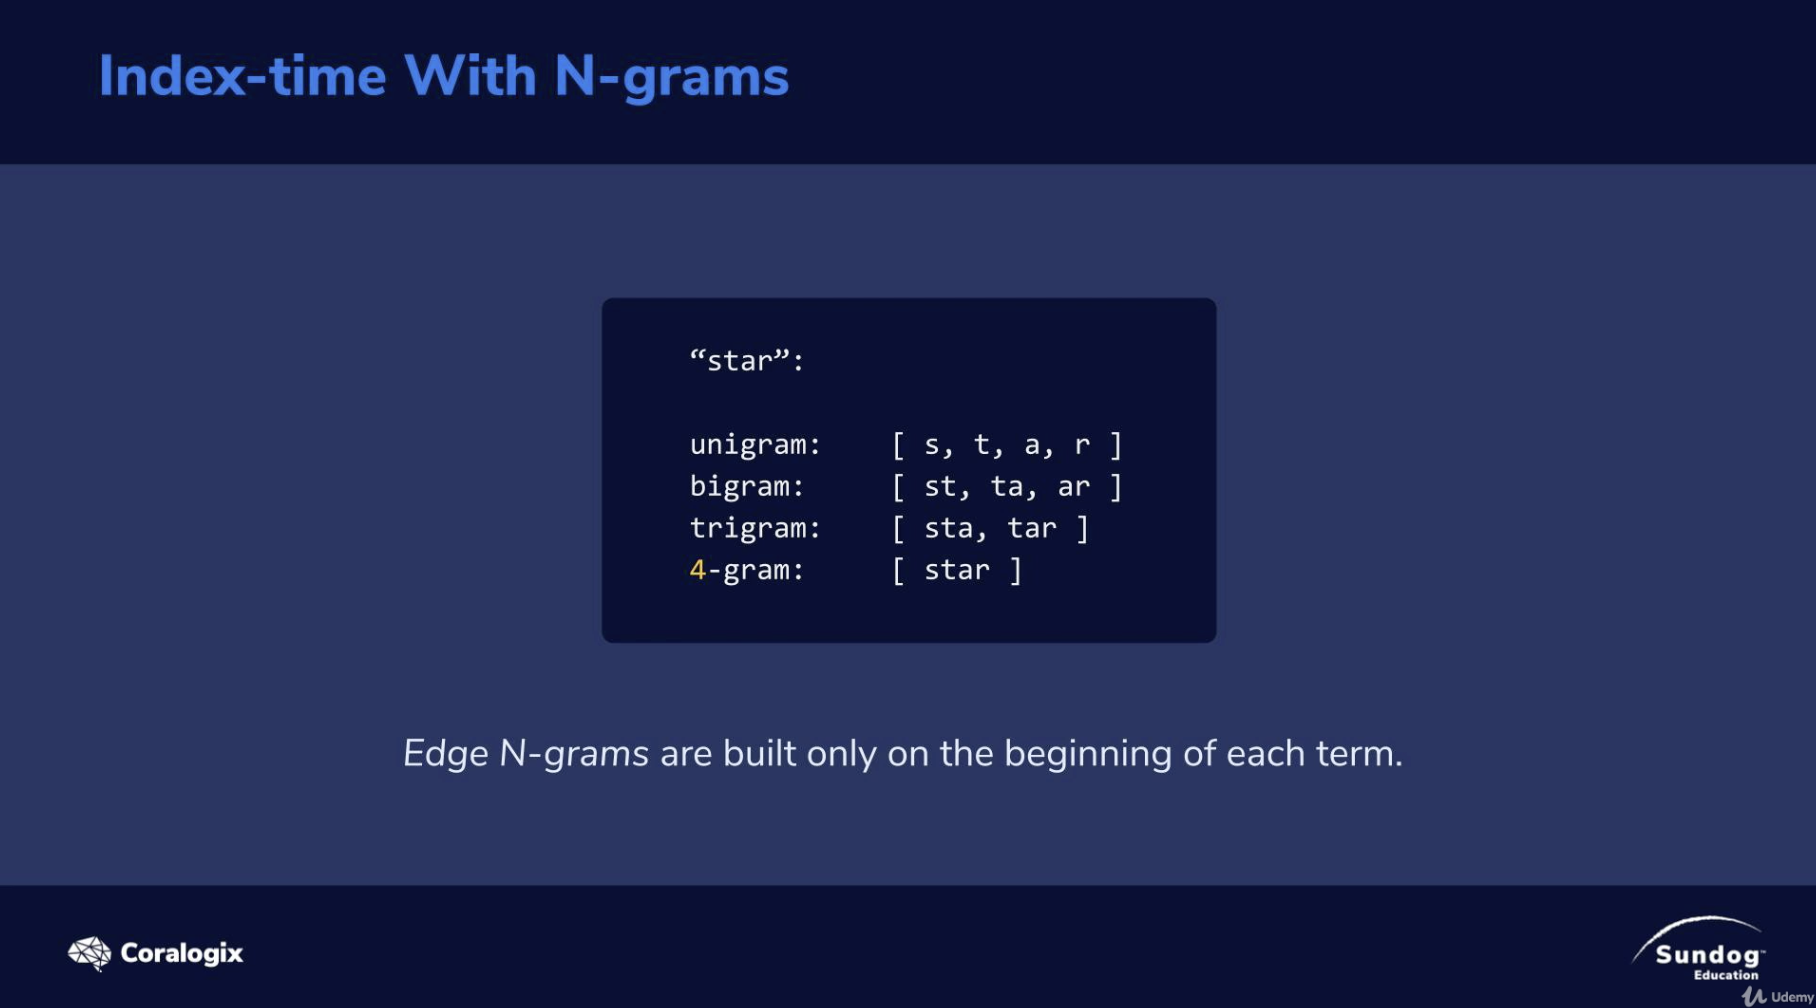 Index-time With N-grams
“star”:
unigram: [ s, t, a, r ]
bigram: [ st, ta, ar ]
trigram: [ sta, tar ]
4-gram: [ star ]
Edge N-grams are built only on the beginning of each term.
Coralogix
Sundog™
Education
Udemy